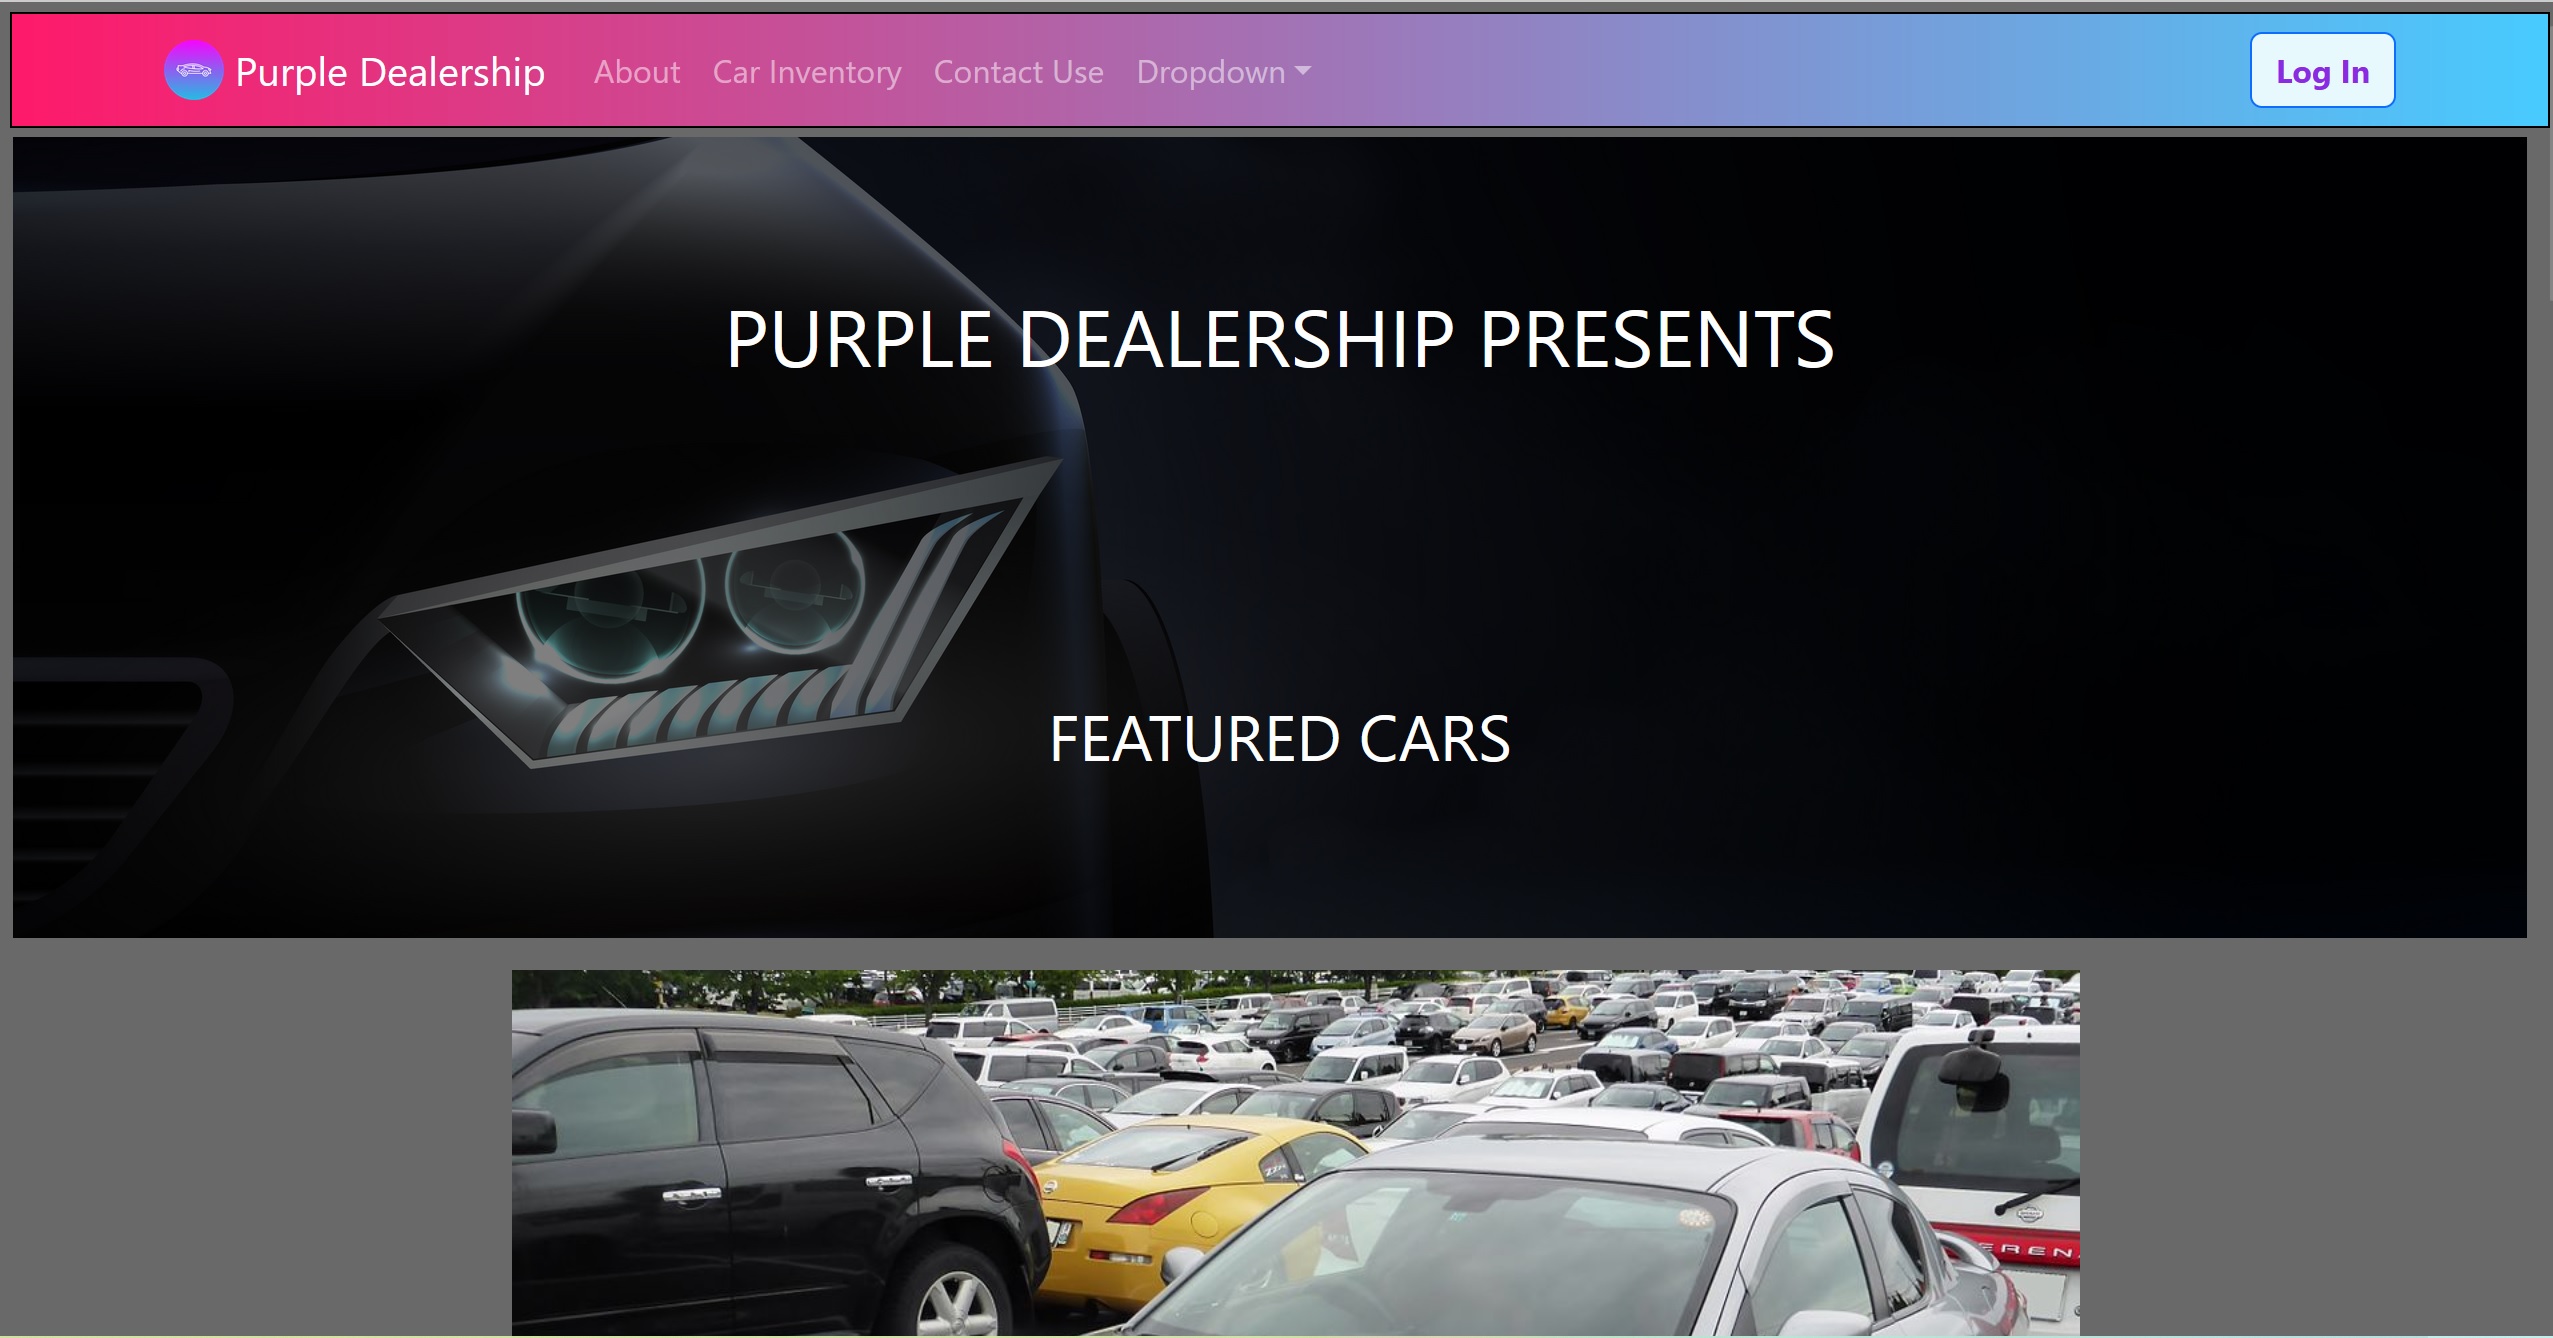 Purple Dealership About Car Inventory Contact Use Dropdown Log In
PURPLE DEALERSHIP PRESENTS
FEATURED CARS